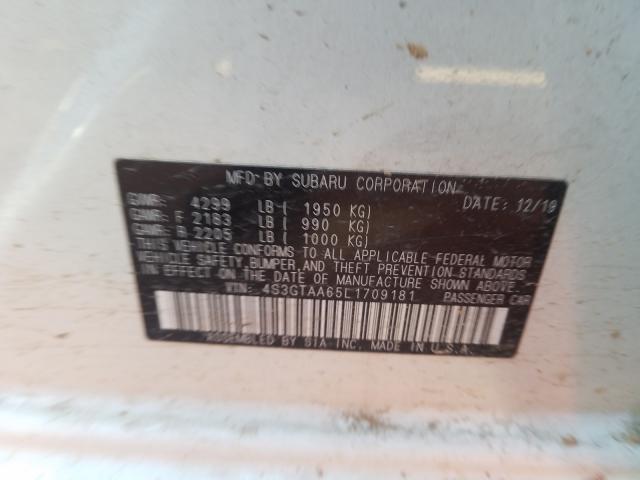 MFD BY SUBARU CORPORATION DATE: 12/19
GVWR: 4299 LB ( 1950 KG)
GAWR: F 2183 LB ( 990 KG)
GAWR: R 2205 LB ( 1000 KG)
THIS VEHICLE CONFORMS TO ALL APPLICABLE FEDERAL MOTOR
VEHICLE SAFETY, BUMPER, AND THEFT PREVENTION STANDARDS
IN EFFECT ON THE DATE OF MANUFACTURE SHOWN ABOVE.
VIN: 4S3GTAA65L1709181 PASSENGER CAR
ASSEMBLED BY SIA INC. MADE IN U.S.A.